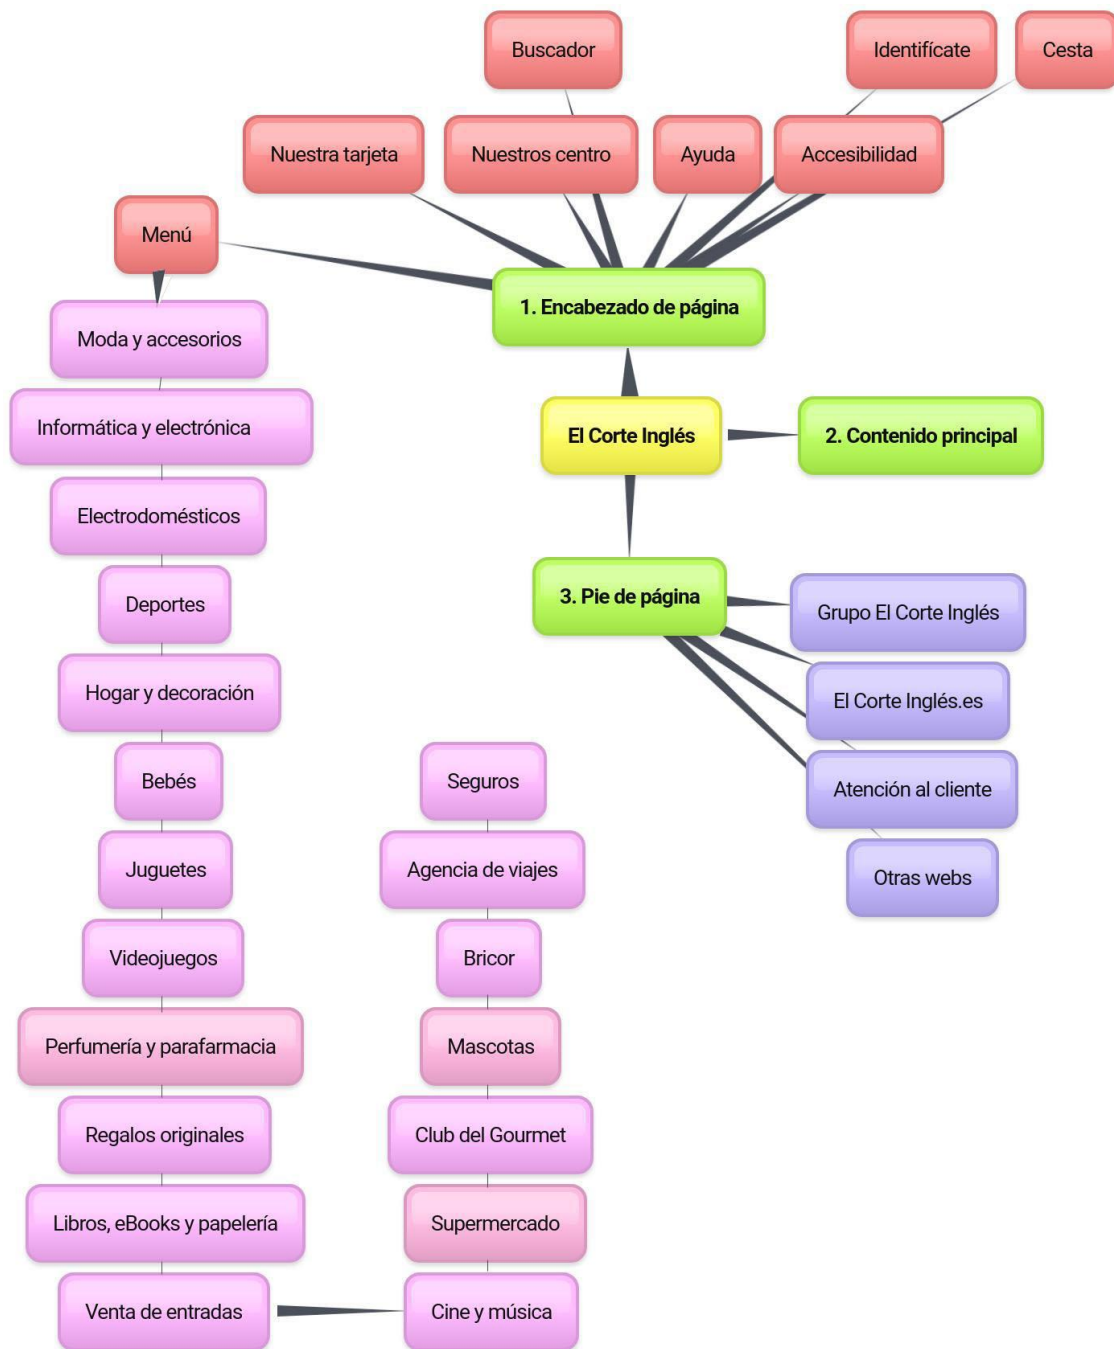 Buscador
Identifícate
Cesta
Nuestra tarjeta
Nuestros centro
Ayuda
Accesibilidad
Menú
1. Encabezado de página
Moda y accesorios
Informática y electrónica
El Corte Inglés
2. Contenido principal
Electrodomésticos
3. Pie de página
Deportes
Grupo El Corte Inglés
Hogar y decoración
El Corte Inglés.es
Bebés
Seguros
Atención al cliente
Juguetes
Agencia de viajes
Otras webs
Videojuegos
Bricor
Perfumería y parafarmacia
Mascotas
Regalos originales
Club del Gourmet
Libros, eBooks y papelería
Supermercado
Venta de entradas
Cine y música